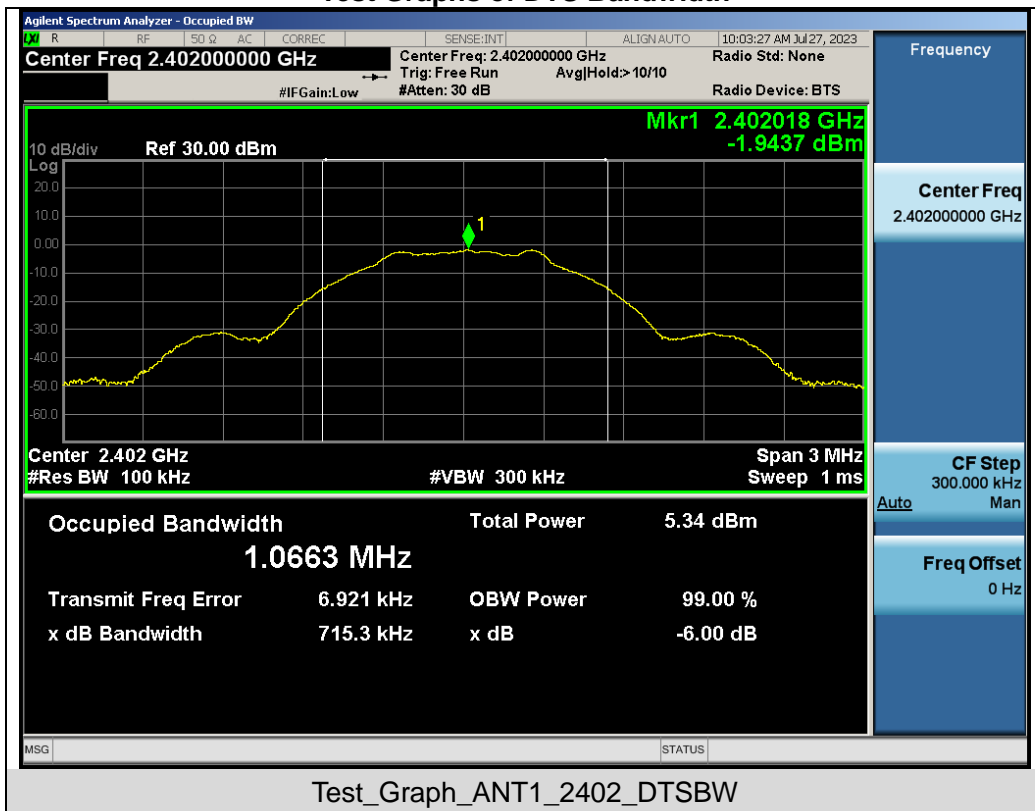 Test Graphs of DTS Bandwidth
Agilent Spectrum Analyzer - Occupied BW
LXI R RF 50 Ω AC CORREC SENSE:INT ALIGN AUTO 10:03:27 AM Jul 27, 2023
Center Freq 2.402000000 GHz
Center Freq: 2.402000000 GHz Radio Std: None
Trig: Free Run Avg|Hold:>10/10
#IFGain:Low #Atten: 30 dB Radio Device: BTS
Frequency
Mkr1 2.402018 GHz
-1.9437 dBm
10 dB/div Ref 30.00 dBm
Log
20.0
10.0
0.00
-10.0
-20.0
-30.0
-40.0
-50.0
-60.0
1
Center Freq
2.402000000 GHz
Center 2.402 GHz Span 3 MHz
#Res BW 100 kHz #VBW 300 kHz Sweep 1 ms
CF Step
300.000 kHz
Auto Man
Occupied Bandwidth Total Power 5.34 dBm
1.0663 MHz
Freq Offset
0 Hz
Transmit Freq Error 6.921 kHz OBW Power 99.00 %
x dB Bandwidth 715.3 kHz x dB -6.00 dB
MSG STATUS
Test_Graph_ANT1_2402_DTSBW